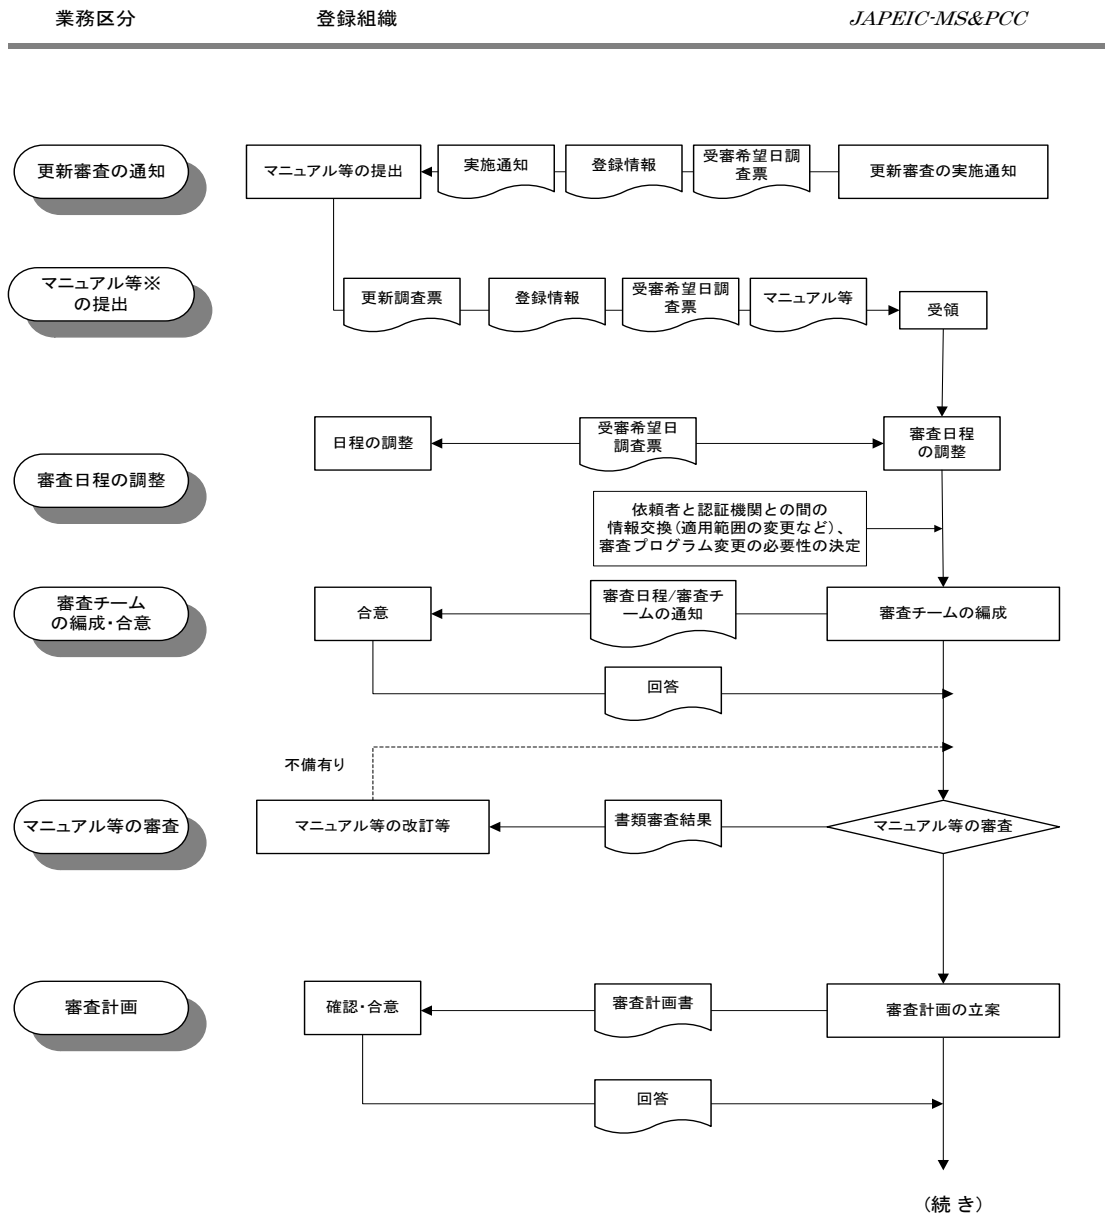 業務区分
登録組織
JAPEIC-MS&PCC
更新審査の通知
マニュアル等の提出
実施通知
登録情報
受審希望日調
査票
更新審査の実施通知
マニュアル等※
の提出
更新調査票
登録情報
受審希望日調
査票
マニュアル等
受領
審査日程の調整
日程の調整
受審希望日
調査票
審査日程
の調整
依頼者と認証機関との間の
情報交換(適用範囲の変更など)、
審査プログラム変更の必要性の決定
審査チーム
の編成・合意
合意
審査日程/審査チ
ームの通知
審査チームの編成
回答
不備有り
マニュアル等の審査
マニュアル等の改訂等
書類審査結果
マニュアル等の審査
審査計画
確認・合意
審査計画書
審査計画の立案
回答
(続き)